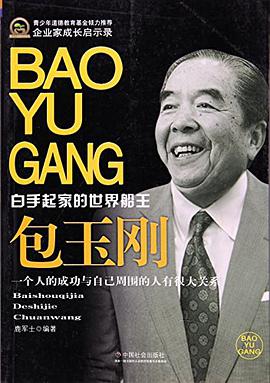 青少年道德教育基金倾力推荐
企业家成长启示录
BAO
YU
GANG
白手起家的世界船王
包玉刚
一个人的成功与自己周围的人有很大关系
Baishouqijia
Deshijie
Chuanwang
鹿军士 编著
中国社会出版社
BAO
YU
GANG